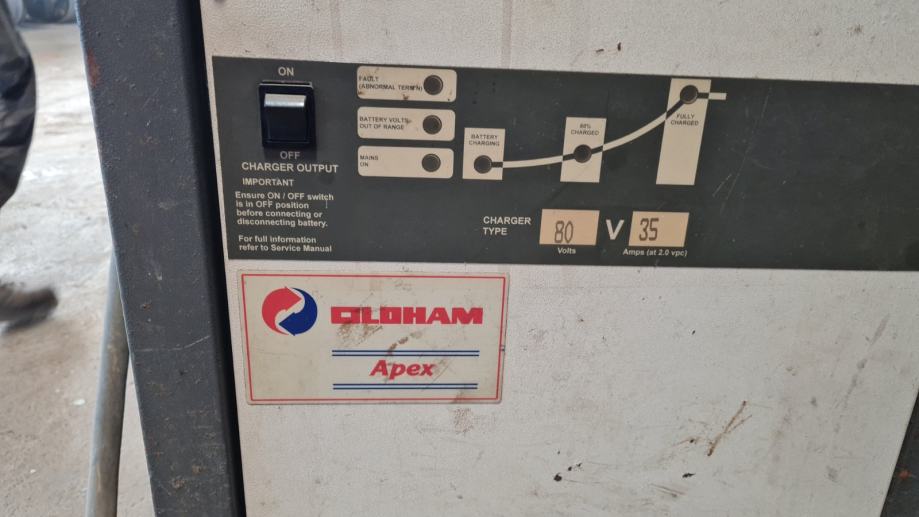 ON
OFF
CHARGER OUTPUT
IMPORTANT
Ensure ON / OFF switch
is in OFF position
before connecting or
disconnecting battery.
For full information
refer to Service Manual
FAULT
(ABNORMAL TERM'N)
BATTERY VOLTS
OUT OF RANGE
MAINS
ON
BATTERY
CHARGING
80%
CHARGED
FULLY
CHARGED
CHARGER
TYPE
80 V 35
Volts
Amps (at 2.0 vpc)
OLDHAM
Apex